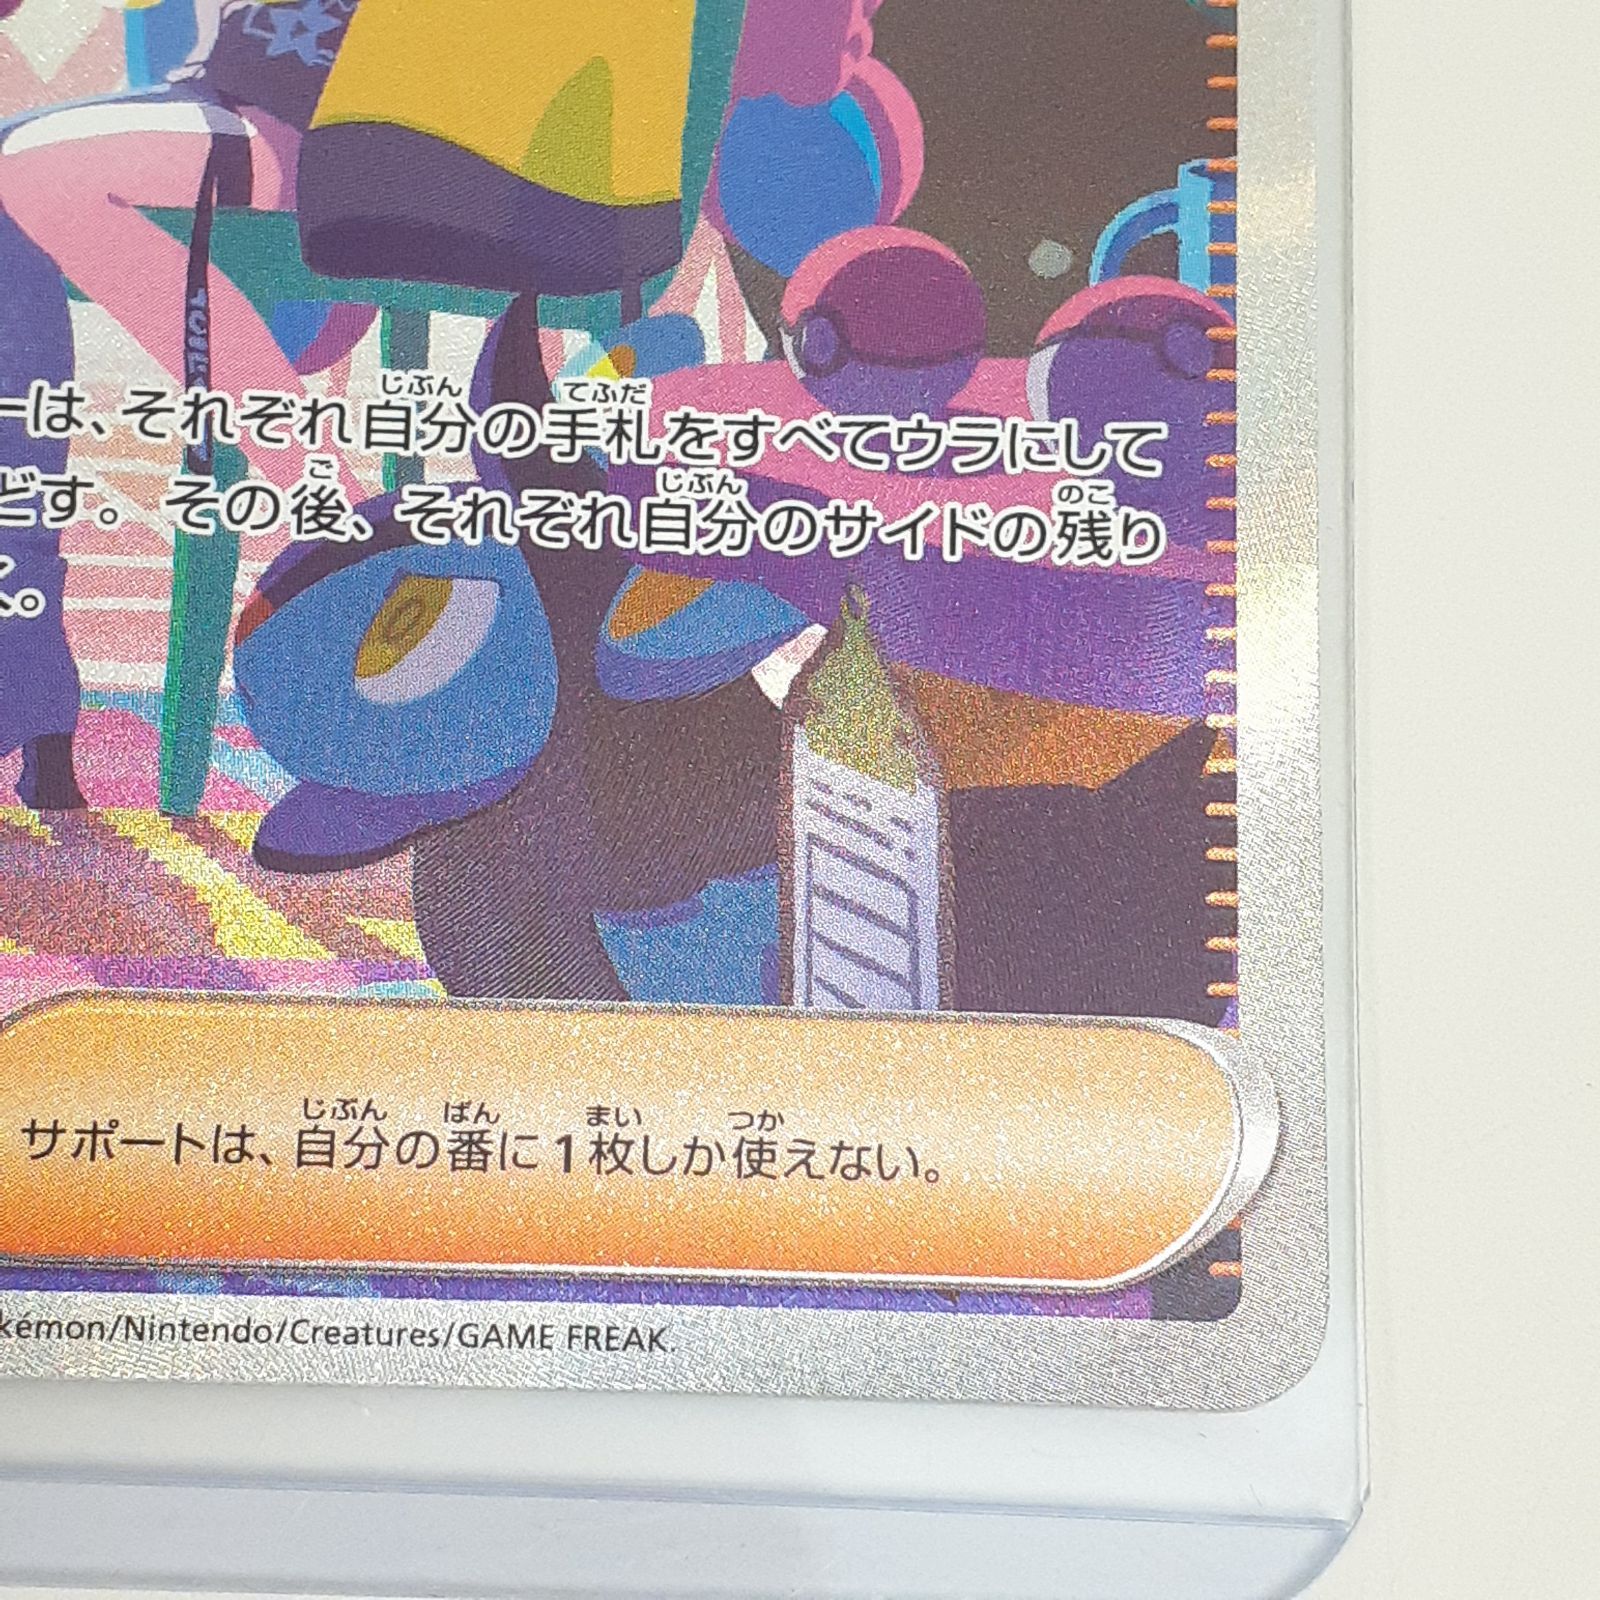 ーは、それぞれ自分の手札をすべてウラにして
どす。その後、それぞれ自分のサイドの残り
く。
サポートは、自分の番に1枚しか使えない。
kémon/Nintendo/Creatures/GAME FREAK.